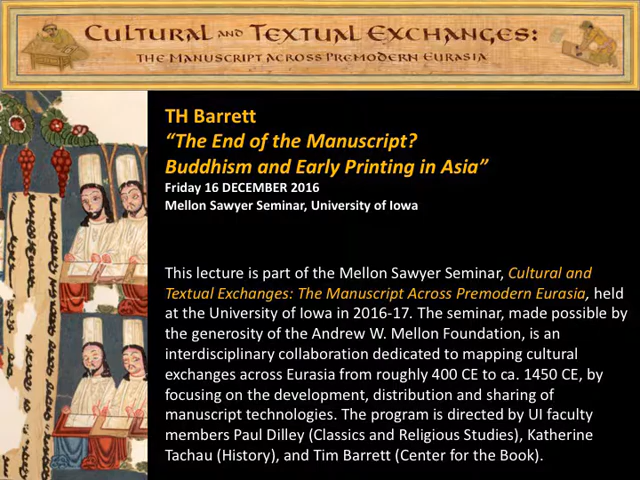 CULTURAL AND TEXTUAL EXCHANGES:
THE MANUSCRIPT ACROSS PREMODERN EURASIA
TH Barrett
“The End of the Manuscript?
Buddhism and Early Printing in Asia”
Friday 16 DECEMBER 2016
Mellon Sawyer Seminar, University of Iowa
This lecture is part of the Mellon Sawyer Seminar, Cultural and
Textual Exchanges: The Manuscript Across Premodern Eurasia, held
at the University of Iowa in 2016-17. The seminar, made possible by
the generosity of the Andrew W. Mellon Foundation, is an
interdisciplinary collaboration dedicated to mapping cultural
exchanges across Eurasia from roughly 400 CE to ca. 1450 CE, by
focusing on the development, distribution and sharing of
manuscript technologies. The program is directed by UI faculty
members Paul Dilley (Classics and Religious Studies), Katherine
Tachau (History), and Tim Barrett (Center for the Book).